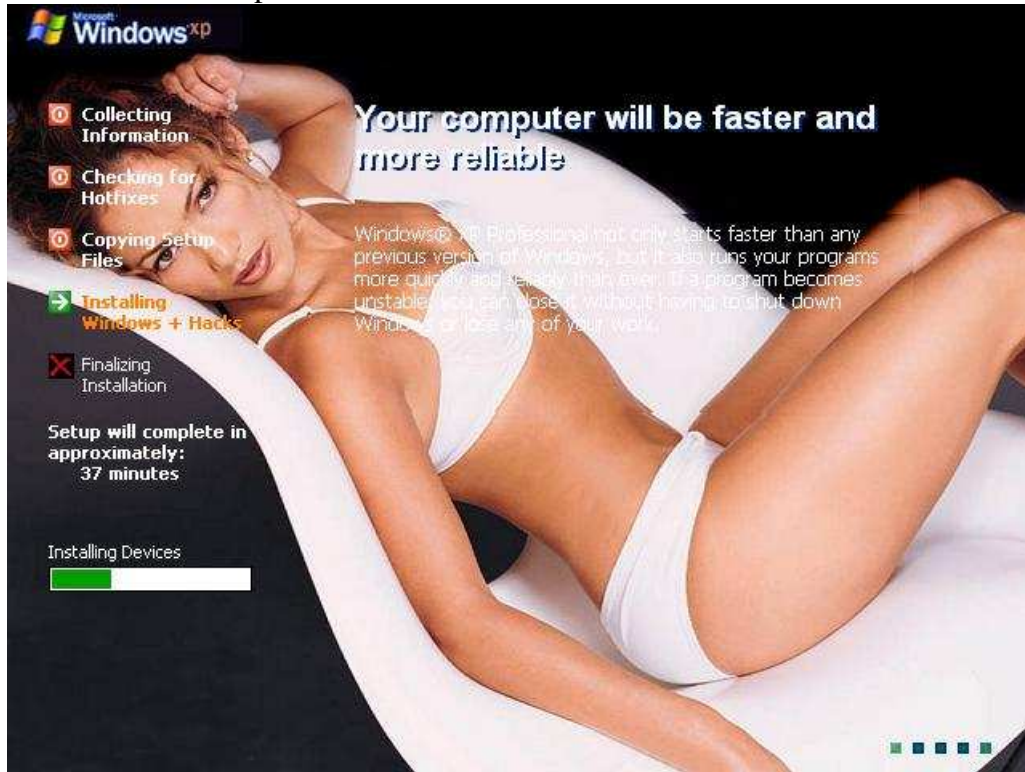 Microsoft
Windows xp
Collecting
Information
Checking for
Hotfixes
Copying Setup
Files
Installing
Windows + Hacks
Finalizing
Installation
Setup will complete in
approximately:
37 minutes
Installing Devices
Your computer will be faster and
more reliable
Windows® XP Professional not only starts faster than any
previous version of Windows, but it also runs your programs
more quickly and reliably than ever. If a program becomes
unstable, you can close it without having to shut down
Windows or lose any of your work.